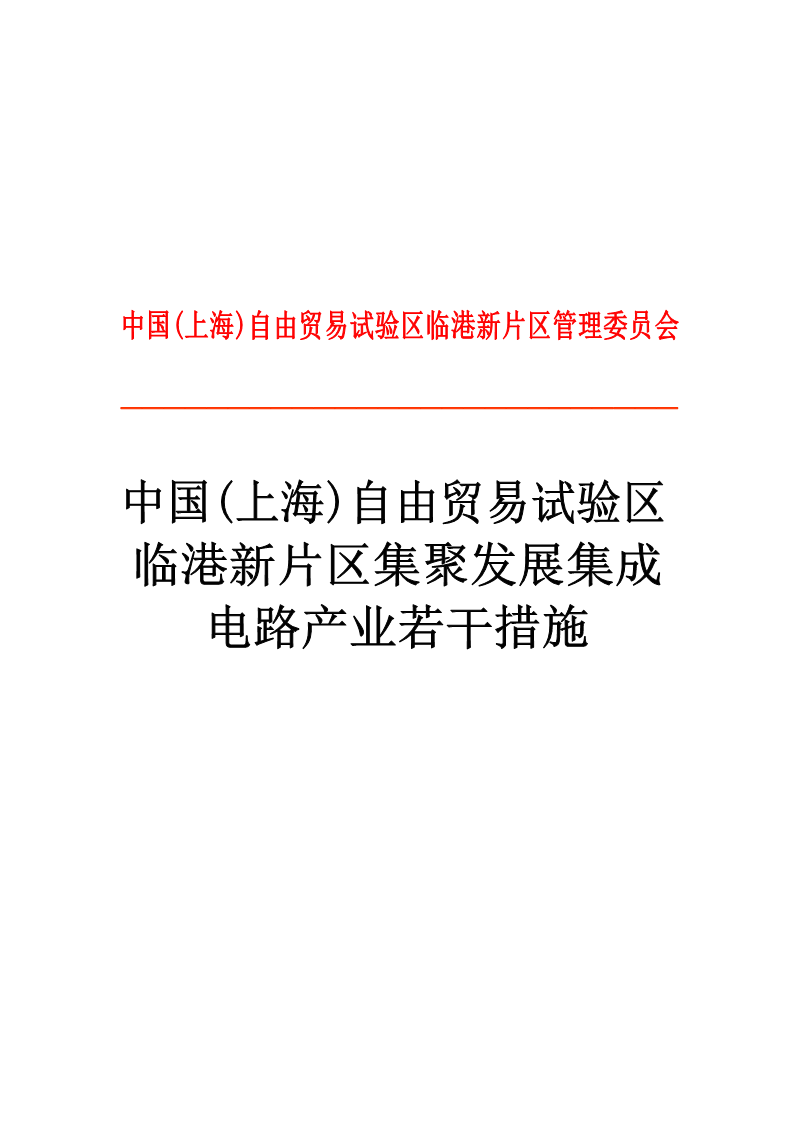 中国(上海)自由贸易试验区临港新片区管理委员会
中国(上海)自由贸易试验区
临港新片区集聚发展集成
电路产业若干措施